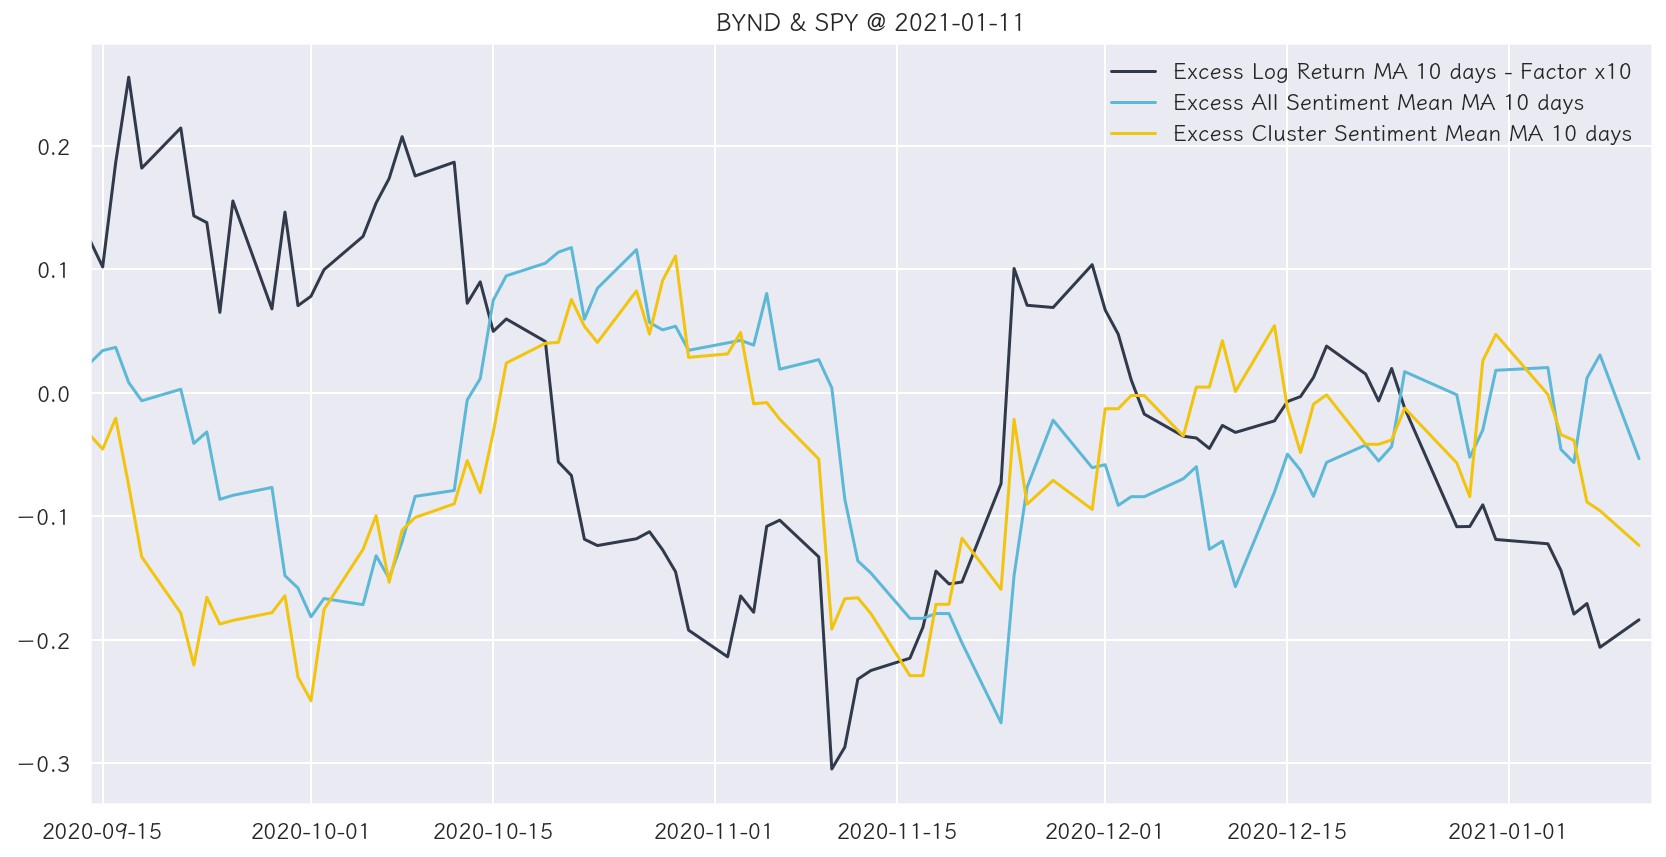 BYND & SPY @ 2021-01-11
Excess Log Return MA 10 days - Factor x10
Excess All Sentiment Mean MA 10 days
Excess Cluster Sentiment Mean MA 10 days
0.2
0.1
0.0
−0.1
−0.2
−0.3
2020-09-15 2020-10-01 2020-10-15 2020-11-01 2020-11-15 2020-12-01 2020-12-15 2021-01-01